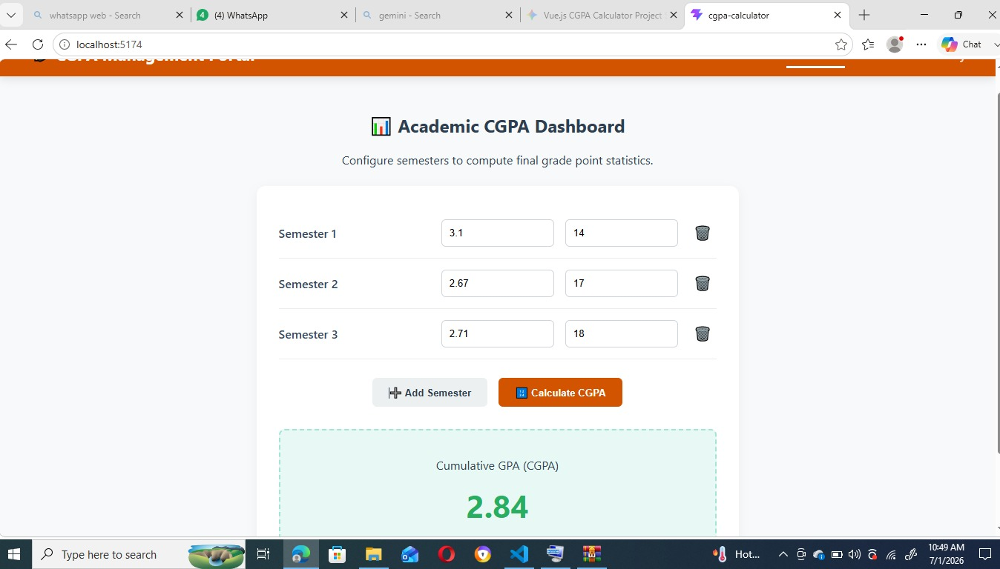 whatsapp web - Search
(4) WhatsApp
gemini - Search
Vue.js CGPA Calculator Project
cgpa-calculator
localhost:5174
Chat
Management Portal
📊 Academic CGPA Dashboard
Configure semesters to compute final grade point statistics.
Semester 1 3.1 14
Semester 2 2.67 17
Semester 3 2.71 18
➕ Add Semester 🔢 Calculate CGPA
Cumulative GPA (CGPA)
2.84
Type here to search
Hot...
10:49 AM
7/1/2026